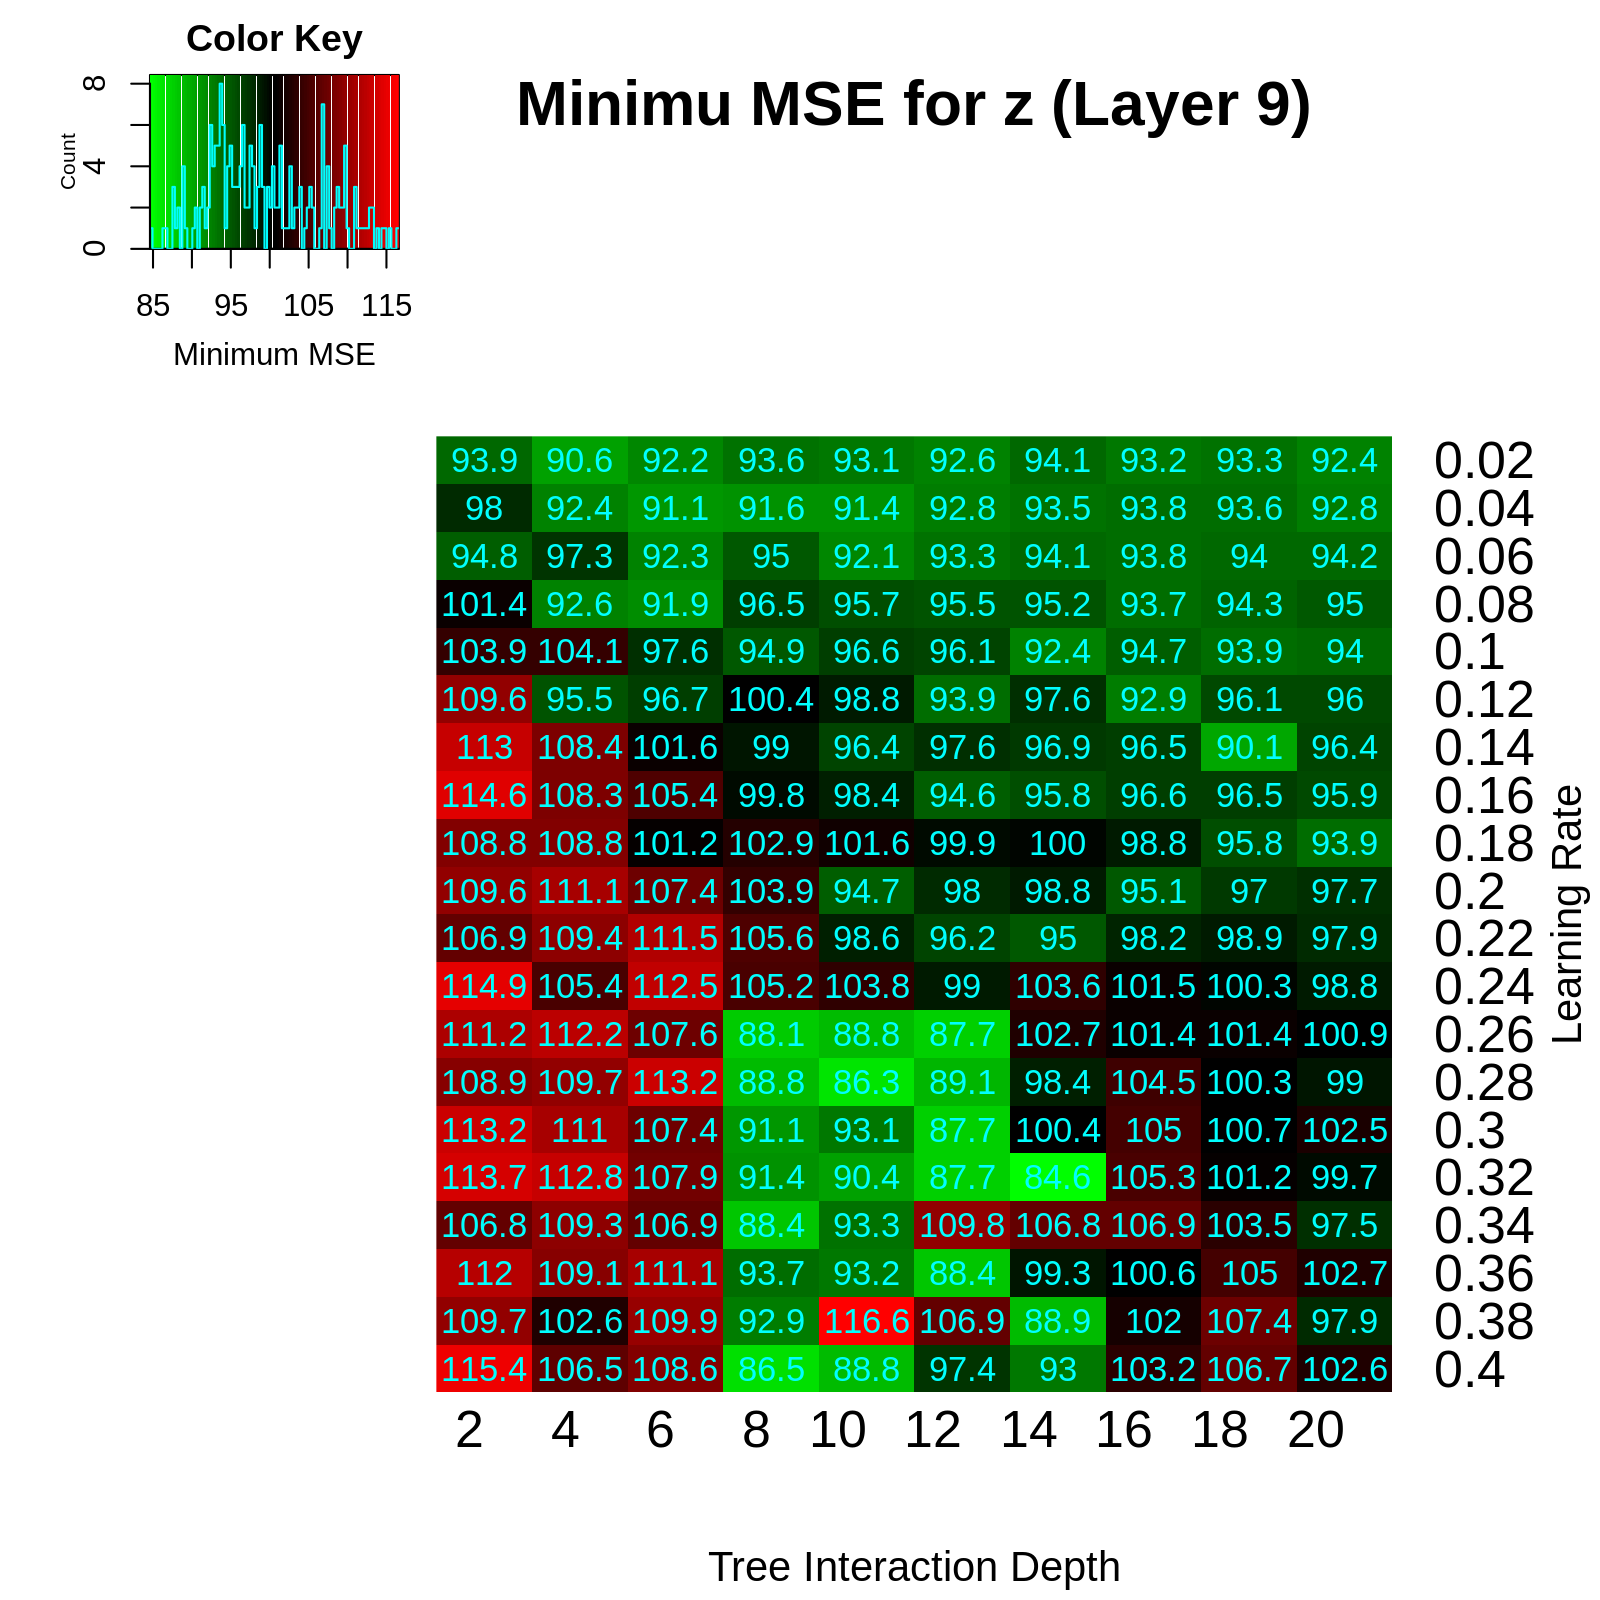 Color Key
Minimu MSE for z (Layer 9)
Count
0 4 8
85 95 105 115
Minimum MSE
93.9 90.6 92.2 93.6 93.1 92.6 94.1 93.2 93.3 92.4 0.02
98 92.4 91.1 91.6 91.4 92.8 93.5 93.8 93.6 92.8 0.04
94.8 97.3 92.3 95 92.1 93.3 94.1 93.8 94 94.2 0.06
101.4 92.6 91.9 96.5 95.7 95.5 95.2 93.7 94.3 95 0.08
103.9 104.1 97.6 94.9 96.6 96.1 92.4 94.7 93.9 94 0.1
109.6 95.5 96.7 100.4 98.8 93.9 97.6 92.9 96.1 96 0.12
113 108.4 101.6 99 96.4 97.6 96.9 96.5 90.1 96.4 0.14
114.6 108.3 105.4 99.8 98.4 94.6 95.8 96.6 96.5 95.9 0.16
108.8 108.8 101.2 102.9 101.6 99.9 100 98.8 95.8 93.9 0.18
109.6 111.1 107.4 103.9 94.7 98 98.8 95.1 97 97.7 0.2
106.9 109.4 111.5 105.6 98.6 96.2 95 98.2 98.9 97.9 0.22
114.9 105.4 112.5 105.2 103.8 99 103.6 101.5 100.3 98.8 0.24
111.2 112.2 107.6 88.1 88.8 87.7 102.7 101.4 101.4 100.9 0.26
108.9 109.7 113.2 88.8 86.3 89.1 98.4 104.5 100.3 99 0.28
113.2 111 107.4 91.1 93.1 87.7 100.4 105 100.7 102.5 0.3
113.7 112.8 107.9 91.4 90.4 87.7 84.6 105.3 101.2 99.7 0.32
106.8 109.3 106.9 88.4 93.3 109.8 106.8 106.9 103.5 97.5 0.34
112 109.1 111.1 93.7 93.2 88.4 99.3 100.6 105 102.7 0.36
109.7 102.6 109.9 92.9 116.6 106.9 88.9 102 107.4 97.9 0.38
115.4 106.5 108.6 86.5 88.8 97.4 93 103.2 106.7 102.6 0.4
Learning Rate
2 4 6 8 10 12 14 16 18 20
Tree Interaction Depth